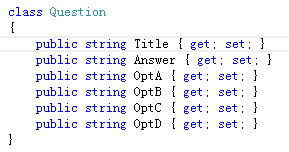 class Question
{
    public string Title { get; set; }
    public string Answer { get; set; }
    public string OptA { get; set; }
    public string OptB { get; set; }
    public string OptC { get; set; }
    public string OptD { get; set; }
}